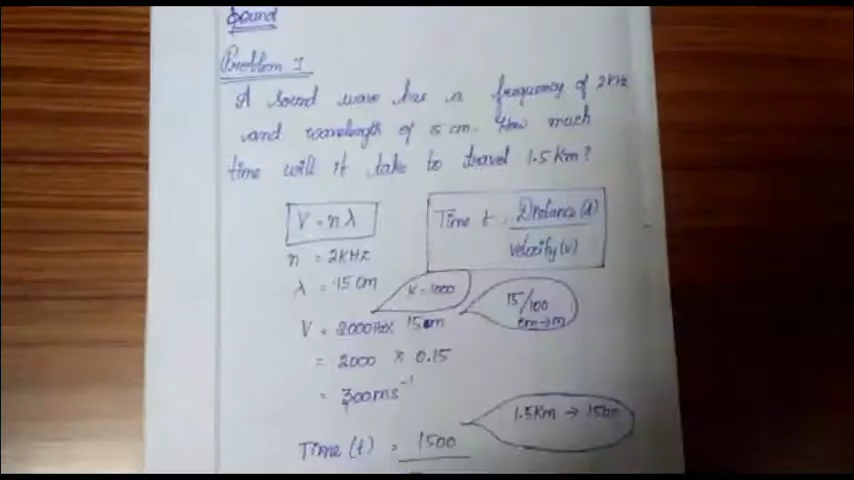 Sound
Problem 1
A sound wave has a frequency of 2KHz
and wavelength of 15 cm. How much
time will it take to travel 1.5 Km?
V = n λ
Time t = Distance (d)
Velocity (v)
n = 2KHz
λ = 15 cm
K - 1000
15/100
cm → m
V = 2000Hz x 15cm
= 2000 x 0.15
= 300ms⁻¹
1.5Km → 1500
Time (t) = 1500